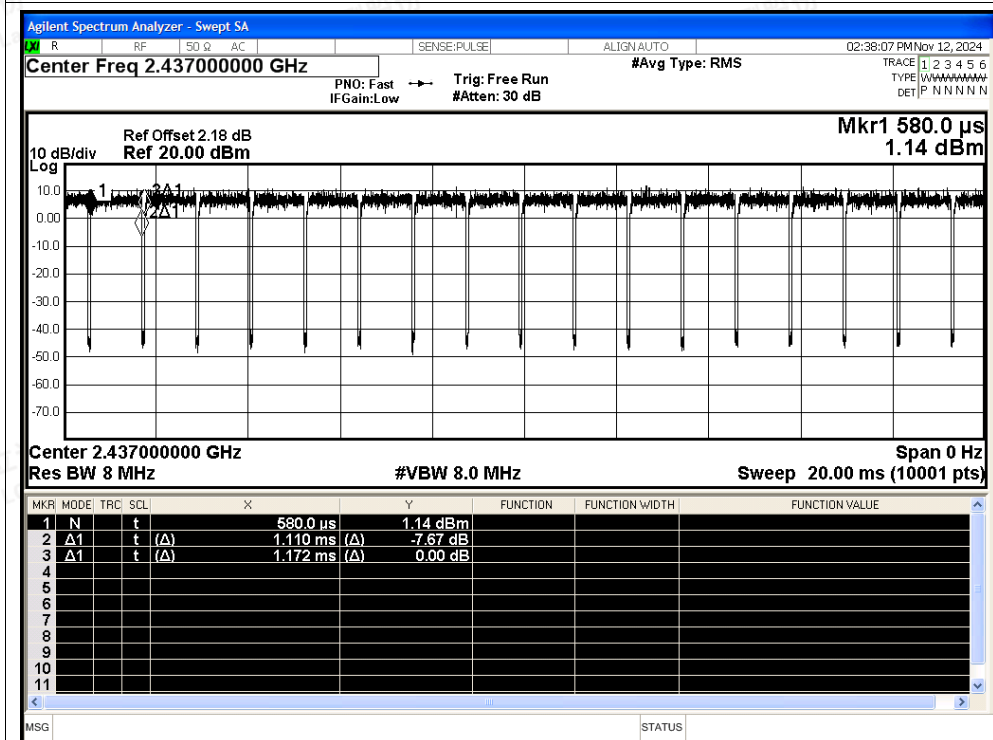 Agilent Spectrum Analyzer - Swept SA
LXI R RF 50 Ω AC SENSE:PULSE ALIGN AUTO 02:38:07 PM Nov 12, 2024
Center Freq 2.437000000 GHz #Avg Type: RMS TRACE 1 2 3 4 5 6
PNO: Fast Trig: Free Run TYPE WWWWWW
IFGain:Low #Atten: 30 dB DET P N N N N N
Mkr1 580.0 µs
Ref Offset 2.18 dB
10 dB/div Ref 20.00 dBm 1.14 dBm
Log
10.0
1 3Δ1
2Δ1
0.00
-10.0
-20.0
-30.0
-40.0
-50.0
-60.0
-70.0
Center 2.437000000 GHz Span 0 Hz
Res BW 8 MHz #VBW 8.0 MHz Sweep 20.00 ms (10001 pts)
MKR MODE TRC SCL X Y FUNCTION FUNCTION WIDTH FUNCTION VALUE
1 N t 580.0 µs 1.14 dBm
2 Δ1 t (Δ) 1.110 ms (Δ) -7.67 dB
3 Δ1 t (Δ) 1.172 ms (Δ) 0.00 dB
4
5
6
7
8
9
10
11
MSG STATUS